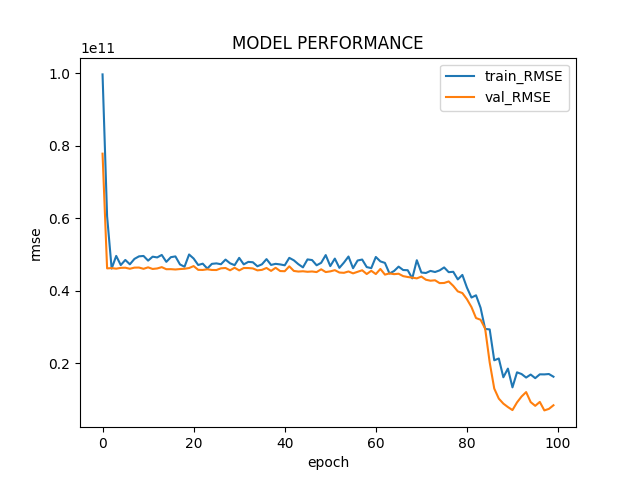 MODEL PERFORMANCE
1e11
1.0
0.8
0.6
0.4
0.2
rmse
train_RMSE
val_RMSE
0 20 40 60 80 100
epoch